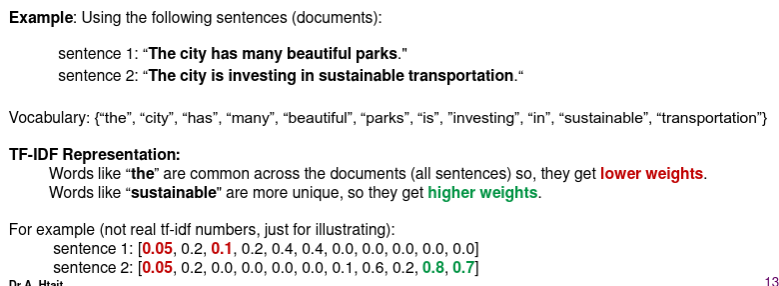 Example: Using the following sentences (documents):
sentence 1: “The city has many beautiful parks."
sentence 2: “The city is investing in sustainable transportation.“
Vocabulary: {“the”, “city”, “has”, “many”, “beautiful”, “parks”, “is”, ”investing”, “in”, “sustainable”, “transportation”}
TF-IDF Representation:
Words like “the” are common across the documents (all sentences) so, they get lower weights.
Words like “sustainable" are more unique, so they get higher weights.
For example (not real tf-idf numbers, just for illustrating):
sentence 1: [0.05, 0.2, 0.1, 0.2, 0.4, 0.4, 0.0, 0.0, 0.0, 0.0, 0.0]
sentence 2: [0.05, 0.2, 0.0, 0.0, 0.0, 0.0, 0.1, 0.6, 0.2, 0.8, 0.7]
Dr A. Htait
13